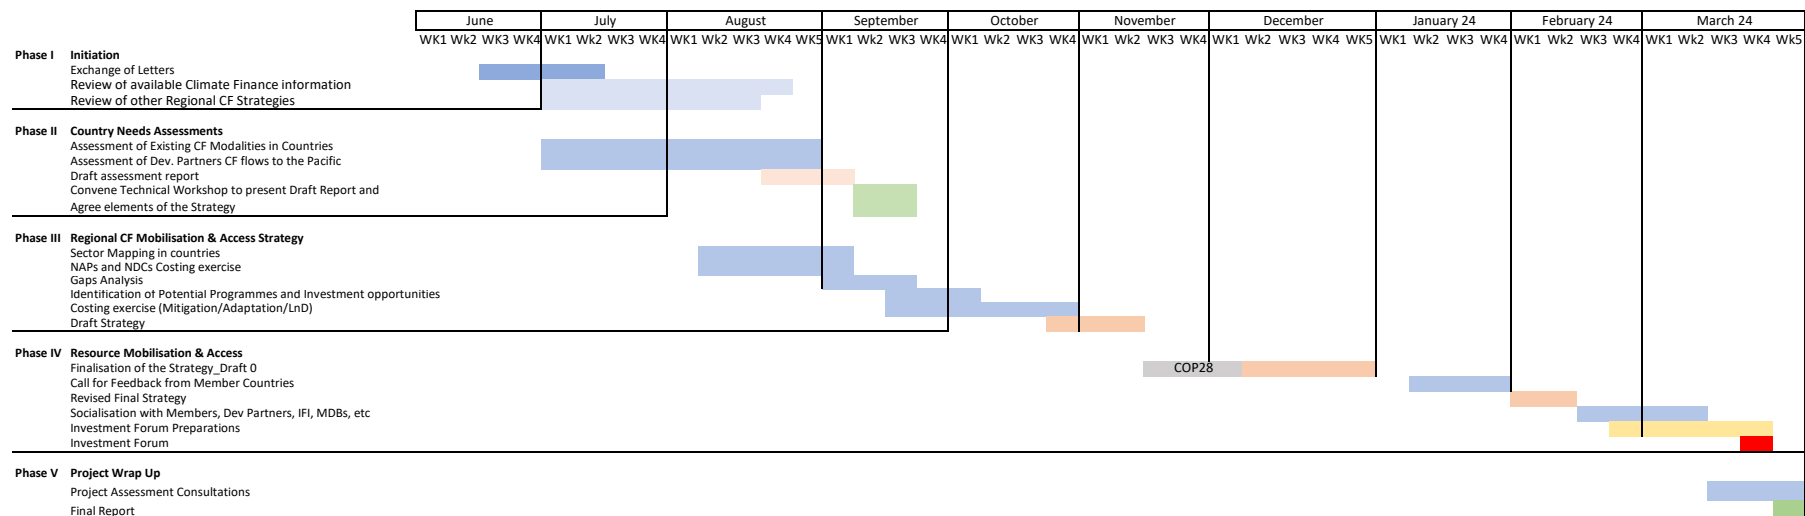 June July August September October November December January 24 February 24 March 24
WK1 Wk2 WK3 WK4 WK1 Wk2 WK3 WK4 WK1 Wk2 WK3 WK4 WK5 WK1 Wk2 WK3 WK4 WK1 Wk2 WK3 WK4 WK1 Wk2 WK3 WK4 WK1 Wk2 WK3 WK4 WK5 WK1 Wk2 WK3 WK4 WK1 Wk2 WK3 WK4 WK1 Wk2 WK3 WK4 Wk5
Phase I Initiation
Exchange of Letters
Review of available Climate Finance information
Review of other Regional CF Strategies
Phase II Country Needs Assessments
Assessment of Existing CF Modalities in Countries
Assessment of Dev. Partners CF flows to the Pacific
Draft assessment report
Convene Technical Workshop to present Draft Report and
Agree elements of the Strategy
Phase III Regional CF Mobilisation & Access Strategy
Sector Mapping in countries
NAPs and NDCs Costing exercise
Gaps Analysis
Identification of Potential Programmes and Investment opportunities
Costing exercise (Mitigation/Adaptation/LnD)
Draft Strategy
Phase IV Resource Mobilisation & Access
Finalisation of the Strategy_Draft 0 COP28
Call for Feedback from Member Countries
Revised Final Strategy
Socialisation with Members, Dev Partners, IFI, MDBs, etc
Investment Forum Preparations
Investment Forum
Phase V Project Wrap Up
Project Assessment Consultations
Final Report